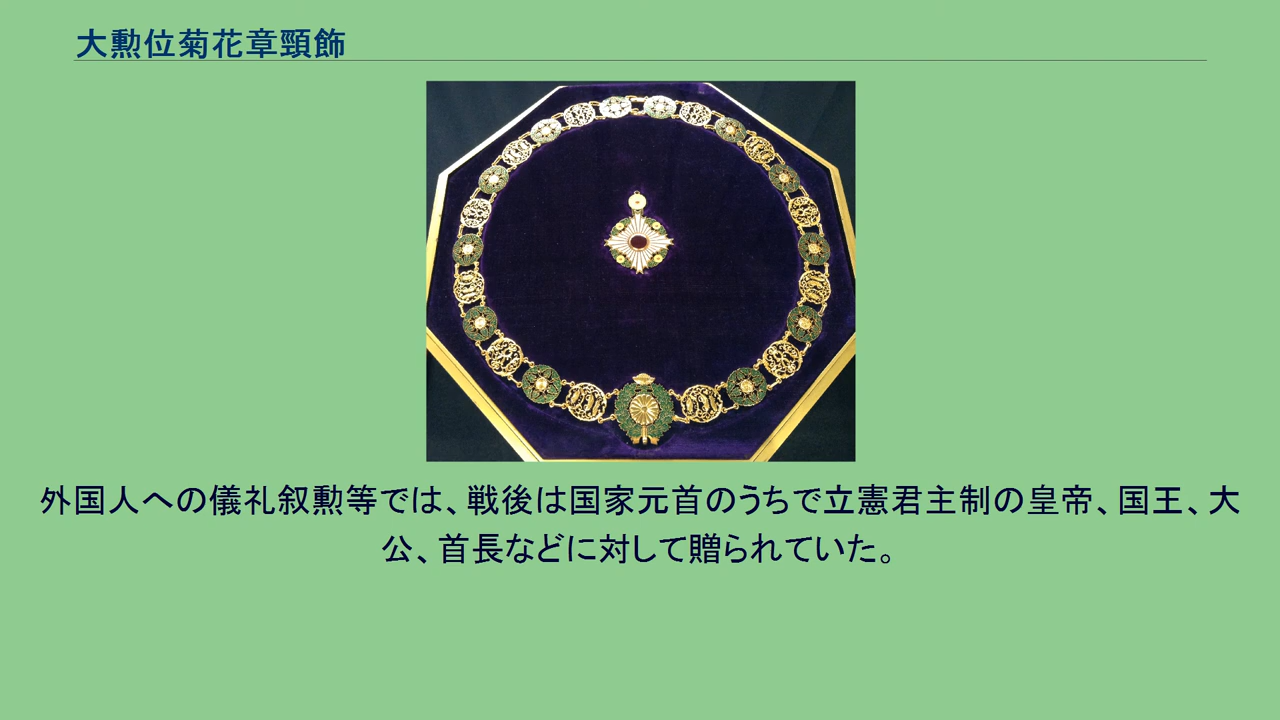 大勲位菊花章頸飾
外国人への儀礼叙勲等では、戦後は国家元首のうちで立憲君主制の皇帝、国王、大
公、首長などに対して贈られていた。